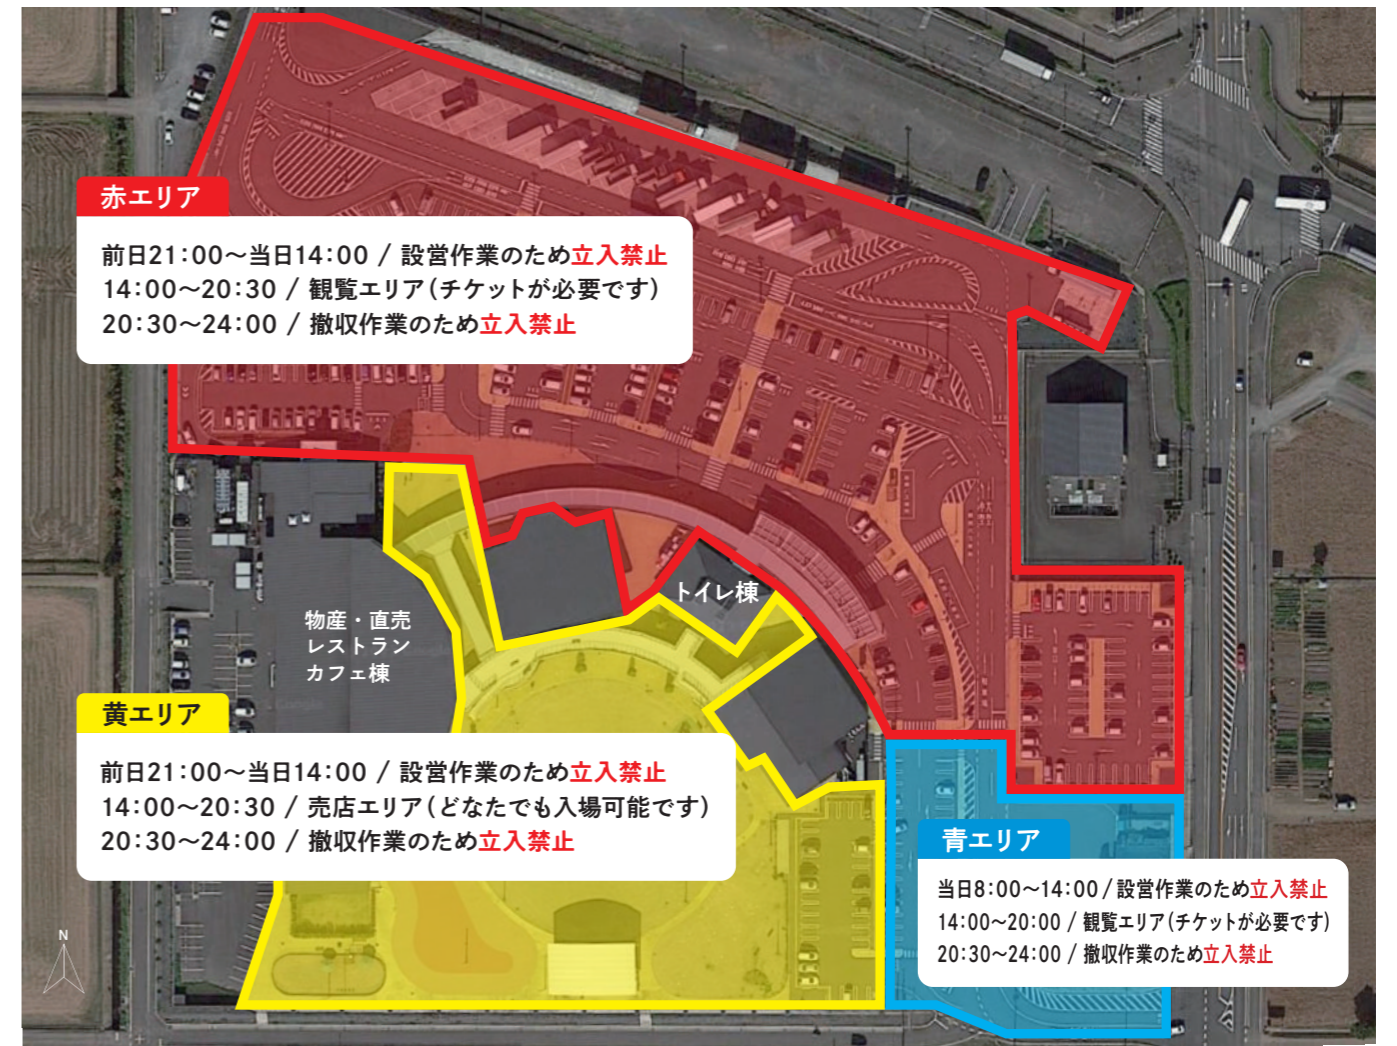 赤エリア
前日21：00～当日14：00 / 設営作業のため立入禁止
14：00～20：30 / 観覧エリア（チケットが必要です）
20：30～24：00 / 撤収作業のため立入禁止
トイレ棟
物産・直売
レストラン
カフェ棟
黄エリア
前日21：00～当日14：00 / 設営作業のため立入禁止
14：00～20：30 / 売店エリア（どなたでも入場可能です）
20：30～24：00 / 撤収作業のため立入禁止
青エリア
当日8：00～14：00 / 設営作業のため立入禁止
14：00～20：00 / 観覧エリア（チケットが必要です）
20：30～24：00 / 撤収作業のため立入禁止
N